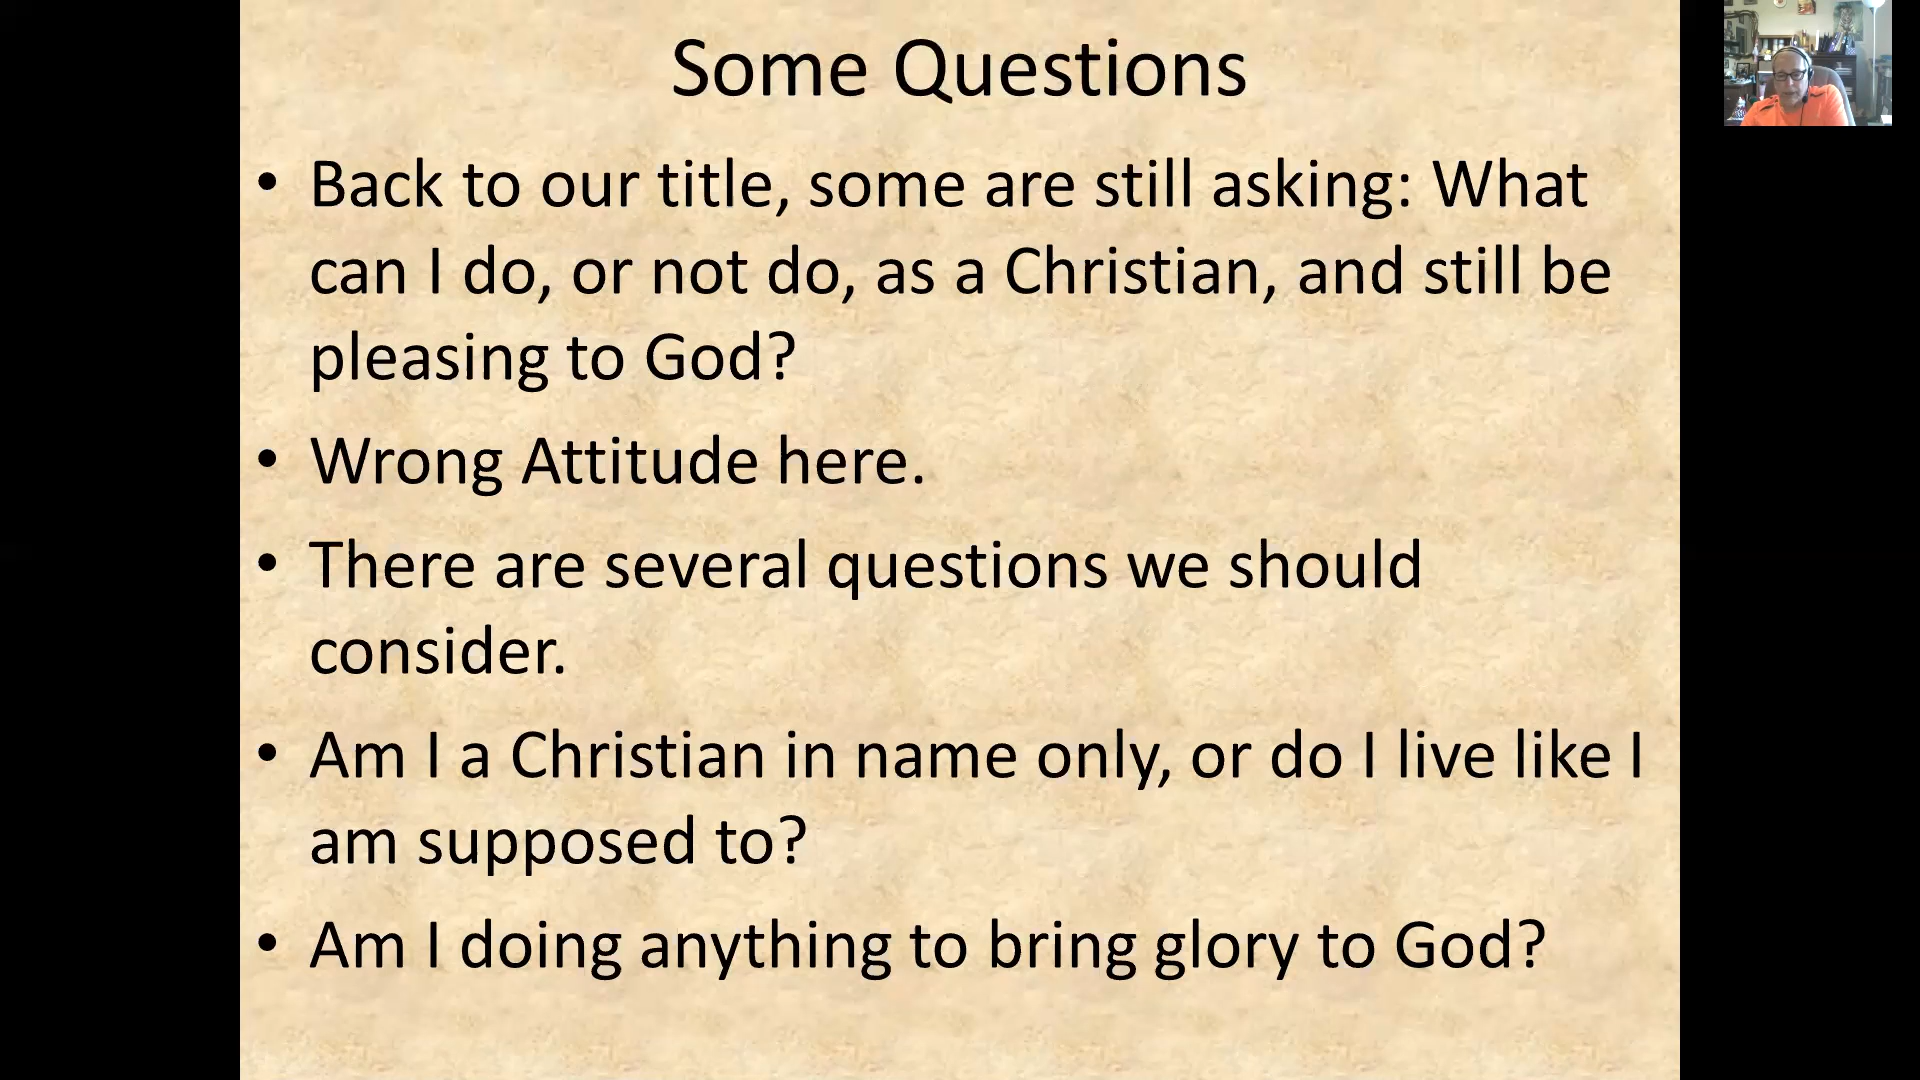 Some Questions
• Back to our title, some are still asking: What
can I do, or not do, as a Christian, and still be
pleasing to God?
• Wrong Attitude here.
• There are several questions we should
consider.
• Am I a Christian in name only, or do I live like I
am supposed to?
• Am I doing anything to bring glory to God?